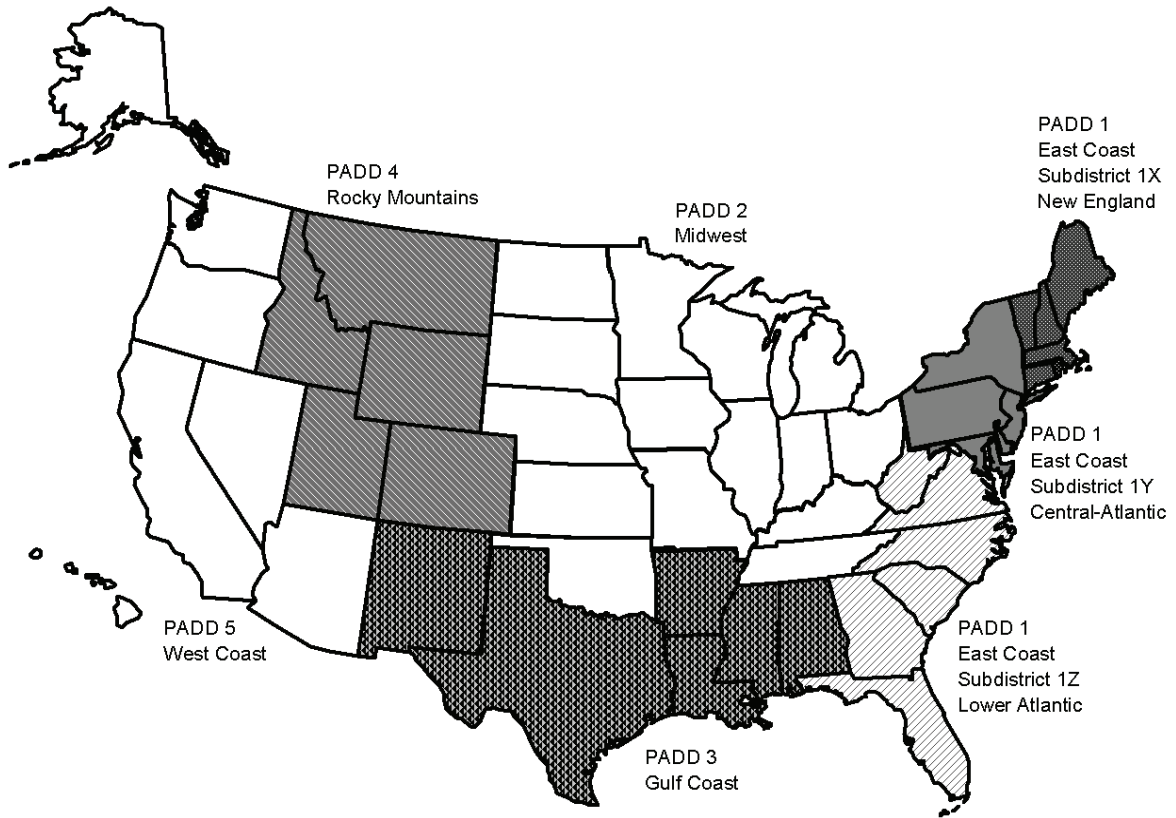 PADD 1
East Coast
Subdistrict 1X
New England
PADD 4
Rocky Mountains
PADD 2
Midwest
PADD 1
East Coast
Subdistrict 1Y
Central-Atlantic
PADD 5
West Coast
PADD 1
East Coast
Subdistrict 1Z
Lower Atlantic
PADD 3
Gulf Coast